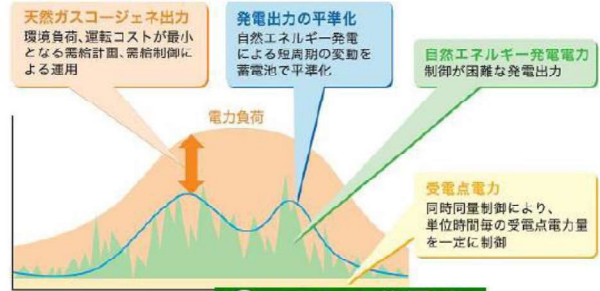 天然ガスコージェネ出力
環境負荷、運転コストが最小
となる需給計画、需給制御に
よる運用
発電出力の平準化
自然エネルギー発電
による短周期の変動を
蓄電池で平準化
自然エネルギー発電電力
制御が困難な発電出力
電力負荷
受電点電力
同時同量制御により、
単位時間毎の受電点電力量
を一定に制御